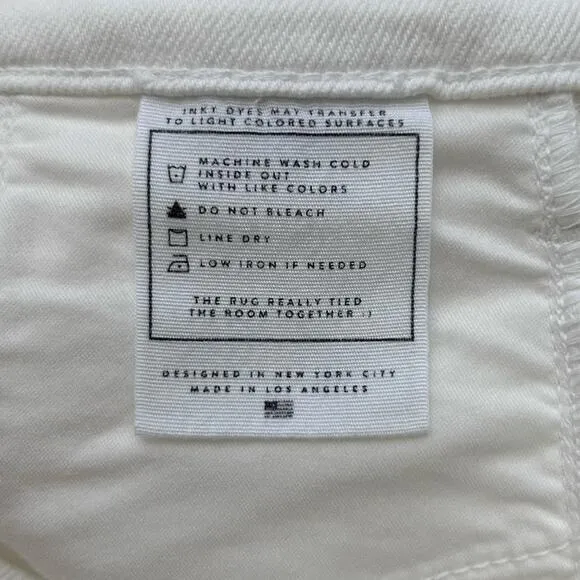 INKY DYES MAY TRANSFER
TO LIGHT COLORED SURFACES
MACHINE WASH COLD
INSIDE OUT
WITH LIKE COLORS
DO NOT BLEACH
LINE DRY
LOW IRON IF NEEDED
THE RUG REALLY TIED
THE ROOM TOGETHER :)
DESIGNED IN NEW YORK CITY
MADE IN LOS ANGELES